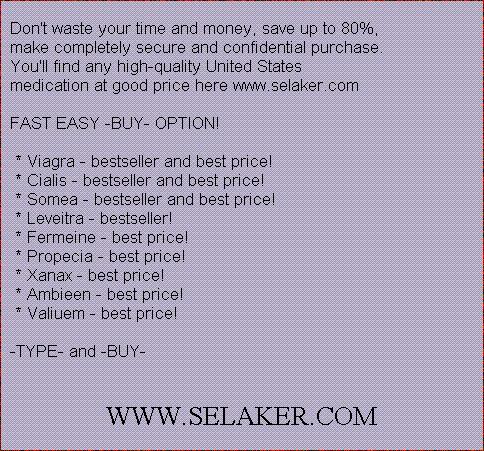 Don't waste your time and money, save up to 80%,
make completely secure and confidential purchase.
You'll find any high-quality United States
medication at good price here www.selaker.com
FAST EASY -BUY- OPTION!
* Viagra - bestseller and best price!
* Cialis - bestseller and best price!
* Somea - bestseller and best price!
* Leveitra - bestseller!
* Fermeine - best price!
* Propecia - best price!
* Xanax - best price!
* Ambieen - best price!
* Valiuem - best price!
-TYPE- and -BUY-
WWW.SELAKER.COM